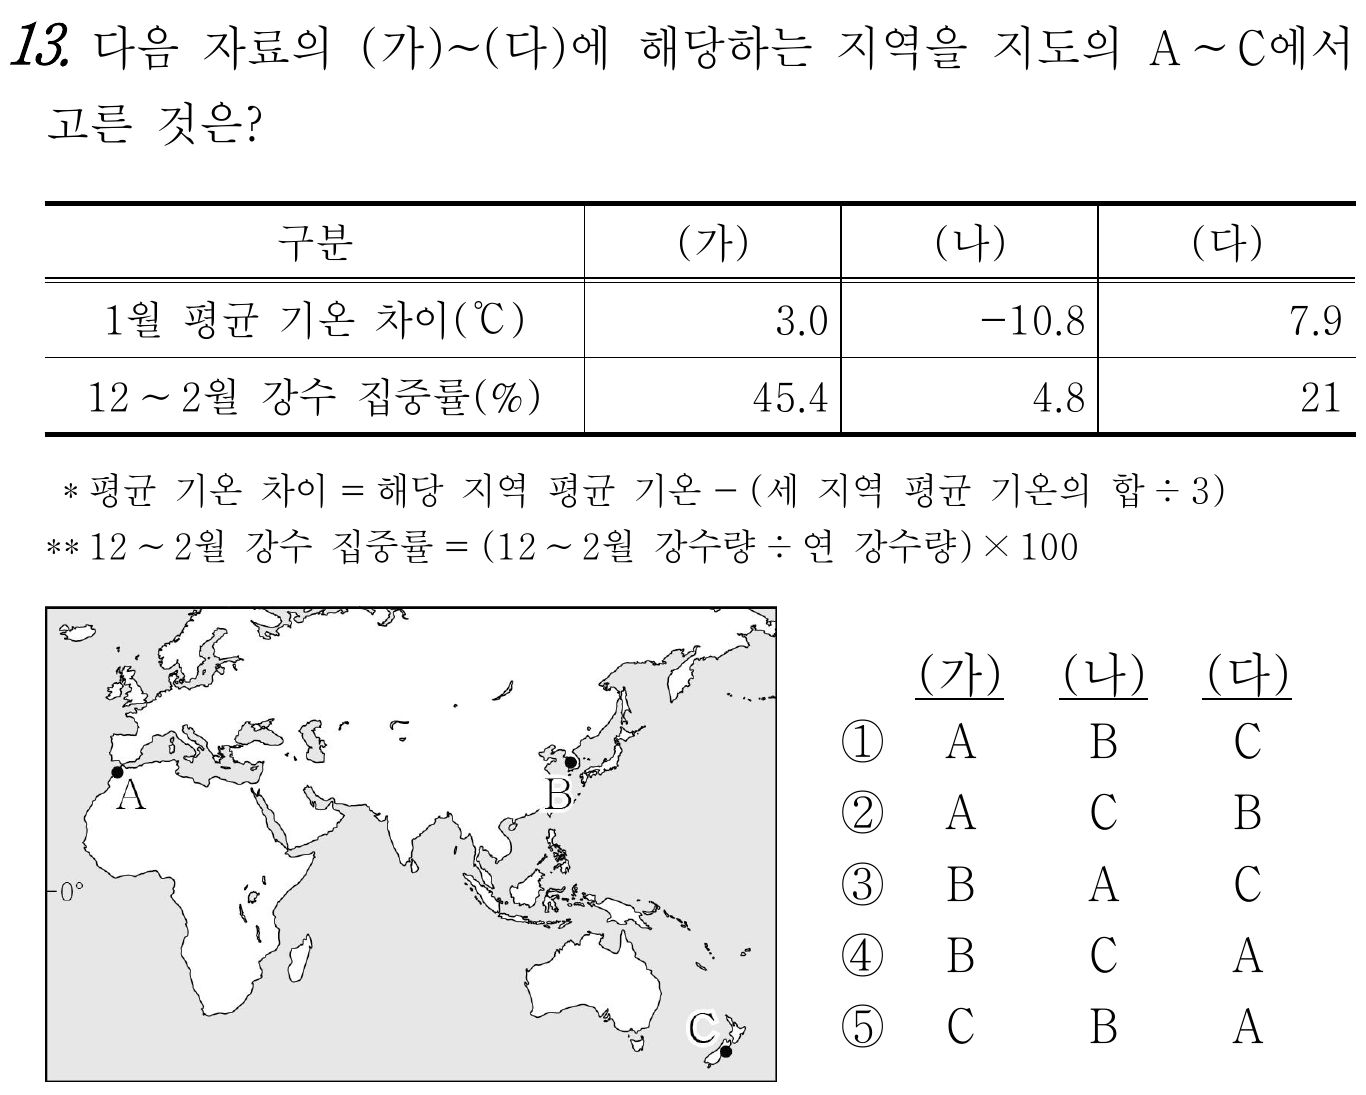 13. 다음 자료의 (가)~(다)에 해당하는 지역을 지도의 A ~ C에서
고른 것은?
구분 (가) (나) (다)
1월 평균 기온 차이(℃) 3.0 -10.8 7.9
12 ~ 2월 강수 집중률(%) 45.4 4.8 21
* 평균 기온 차이 = 해당 지역 평균 기온 - (세 지역 평균 기온의 합 ÷ 3)
** 12 ~ 2월 강수 집중률 = (12 ~ 2월 강수량 ÷ 연 강수량) × 100
A
B
0°
C
(가) (나) (다)
① A B C
② A C B
③ B A C
④ B C A
⑤ C B A